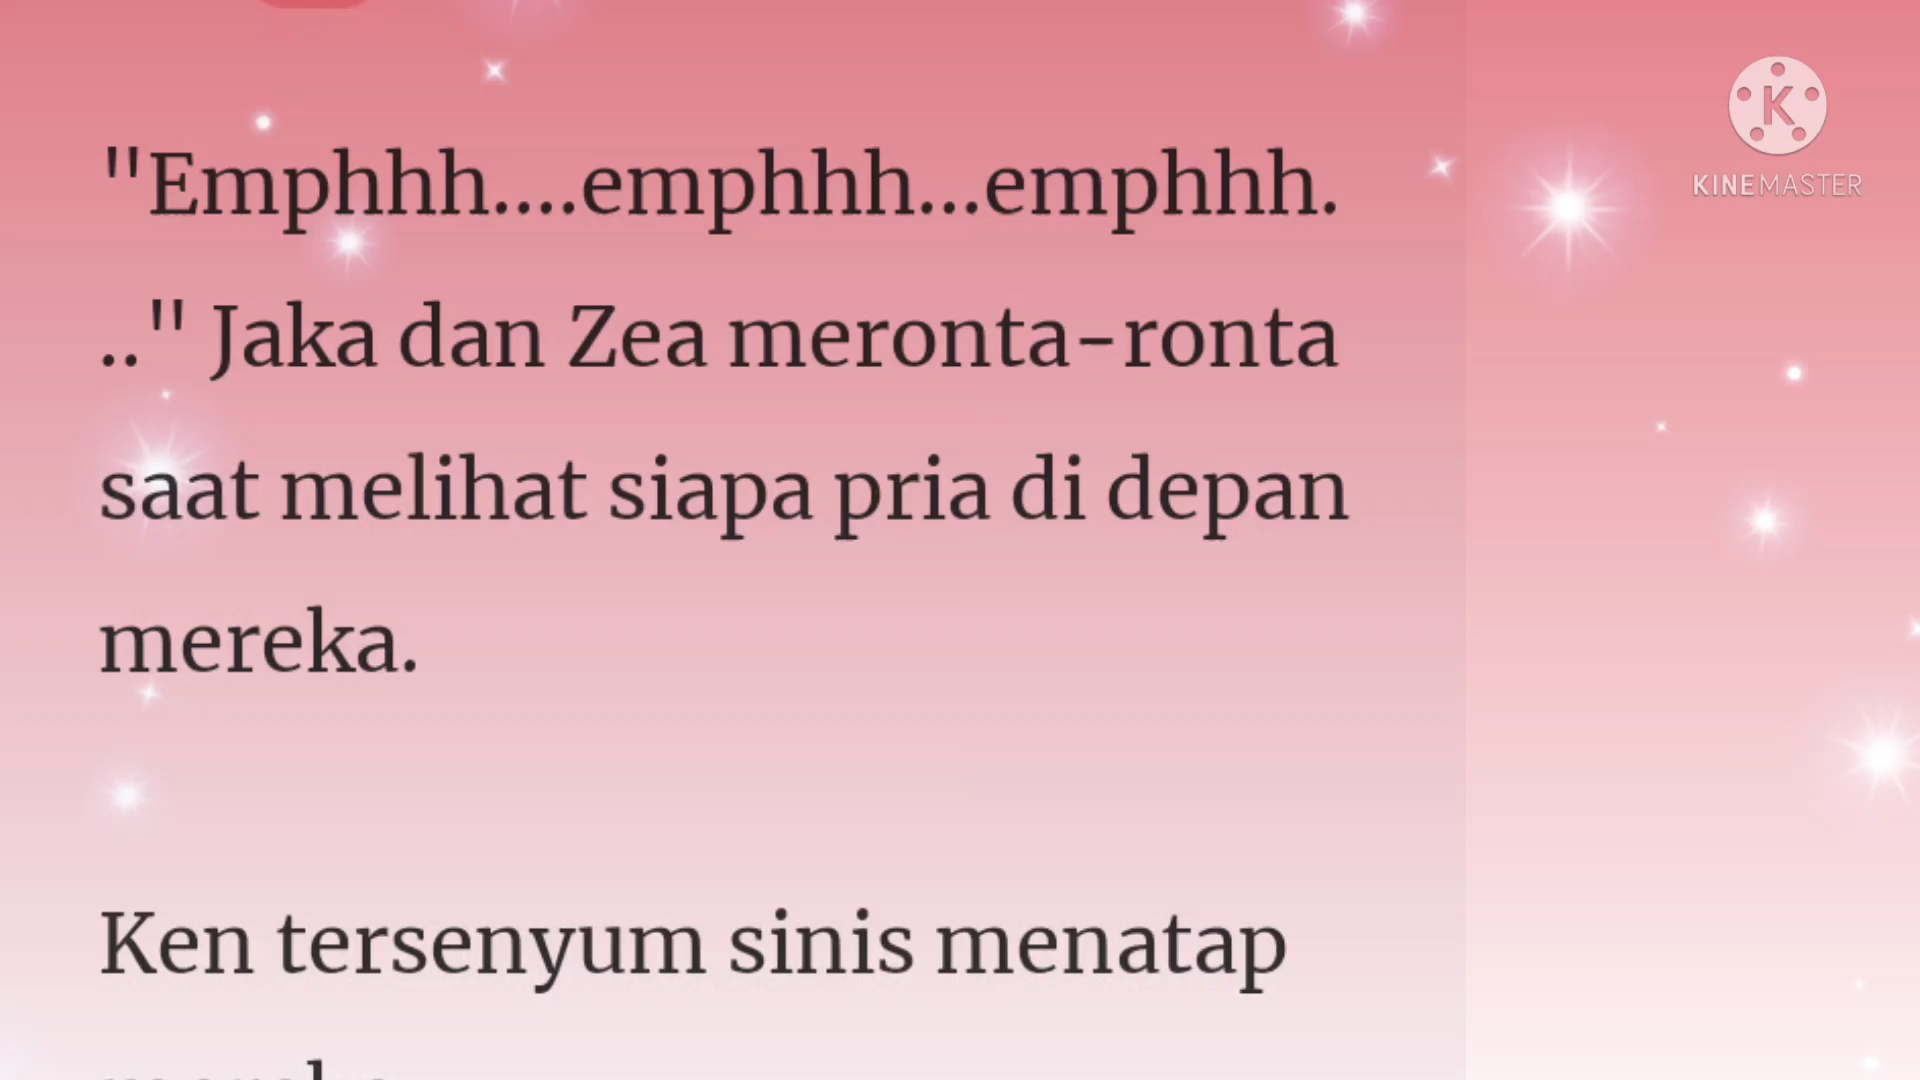 "Emphhh....emphhh...emphhh.
.." Jaka dan Zea meronta-ronta
saat melihat siapa pria di depan
mereka.
Ken tersenyum sinis menatap
K
KINEMASTER